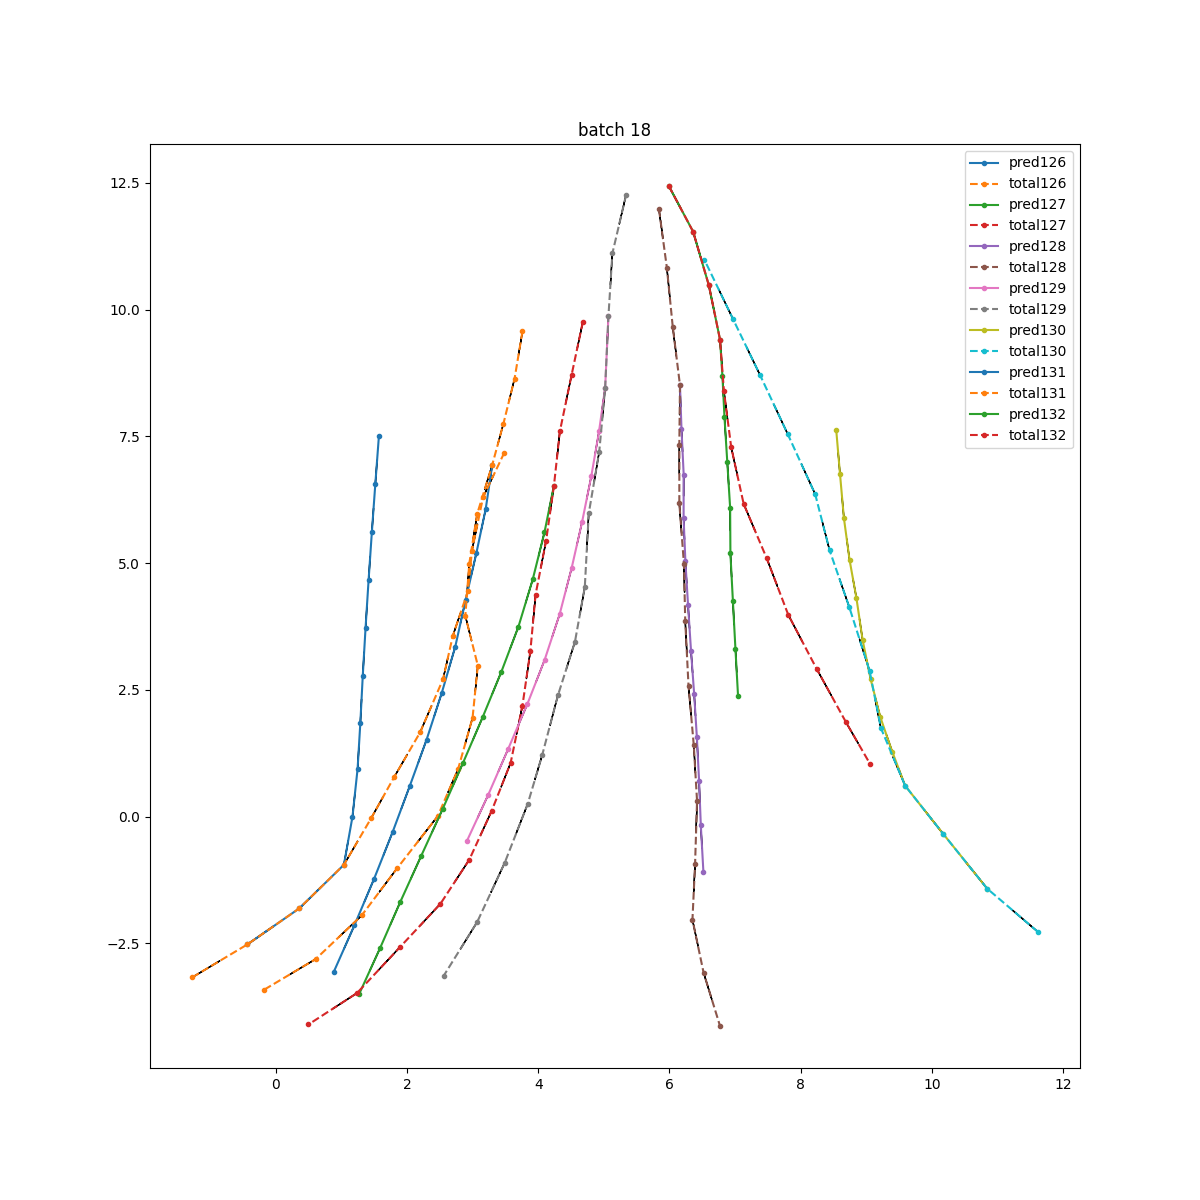 batch 18
pred126
total126
pred127
total127
pred128
total128
pred129
total129
pred130
total130
pred131
total131
pred132
total132
12.5
10.0
7.5
5.0
2.5
0.0
−2.5
0 2 4 6 8 10 12